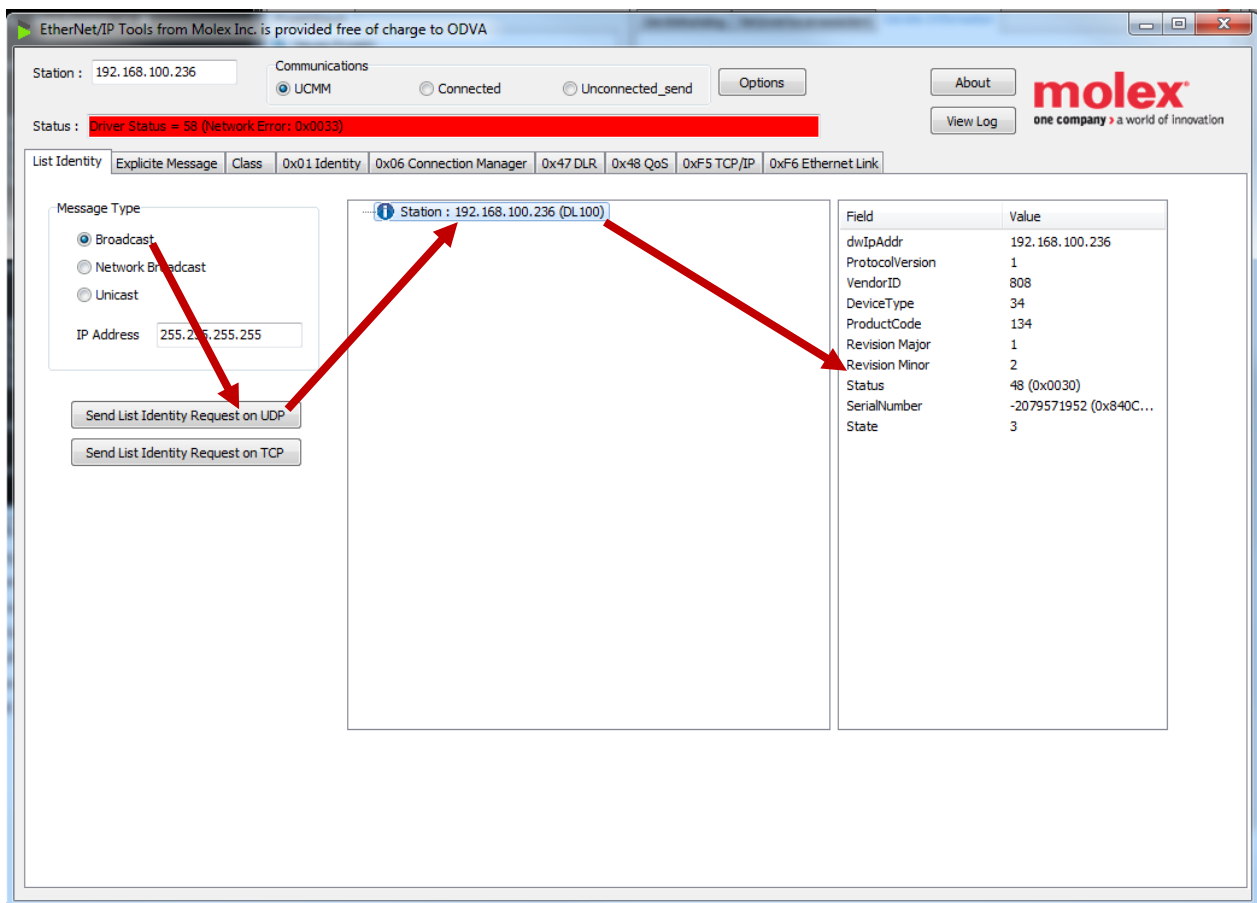 EtherNet/IP Tools from Molex Inc. is provided free of charge to ODVA
Station : 192.168.100.236
Communications
UCMM Connected Unconnected_send
Options
About
View Log
molex
one company > a world of innovation
Status : Driver Status = 58 (Network Error: 0x0033)
List Identity Explicite Message Class 0x01 Identity 0x06 Connection Manager 0x47 DLR 0x48 QoS 0xF5 TCP/IP 0xF6 Ethernet Link
Message Type
Broadcast
Network Broadcast
Unicast
IP Address 255.255.255.255
Send List Identity Request on UDP
Send List Identity Request on TCP
Station : 192.168.100.236 (DL100)
Field Value
dwIpAddr 192.168.100.236
ProtocolVersion 1
VendorID 808
DeviceType 34
ProductCode 134
Revision Major 1
Revision Minor 2
Status 48 (0x0030)
SerialNumber -2079571952 (0x840C...
State 3